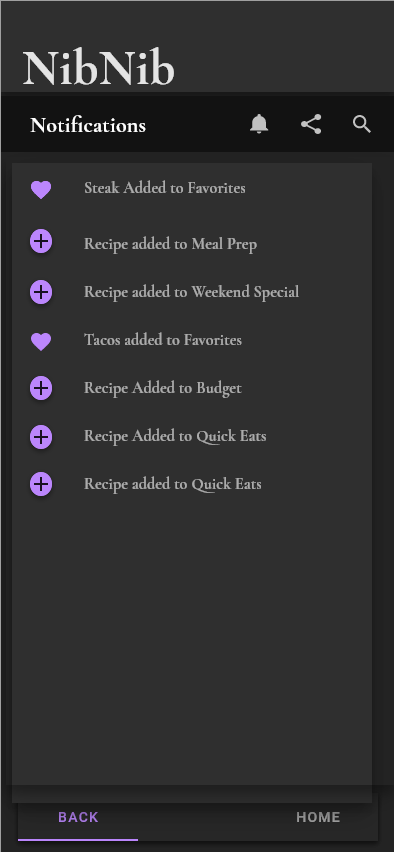 NibNib
Notifications
Steak Added to Favorites
Recipe added to Meal Prep
Recipe added to Weekend Special
Tacos added to Favorites
Recipe Added to Budget
Recipe Added to Quick Eats
Recipe added to Quick Eats
BACK HOME